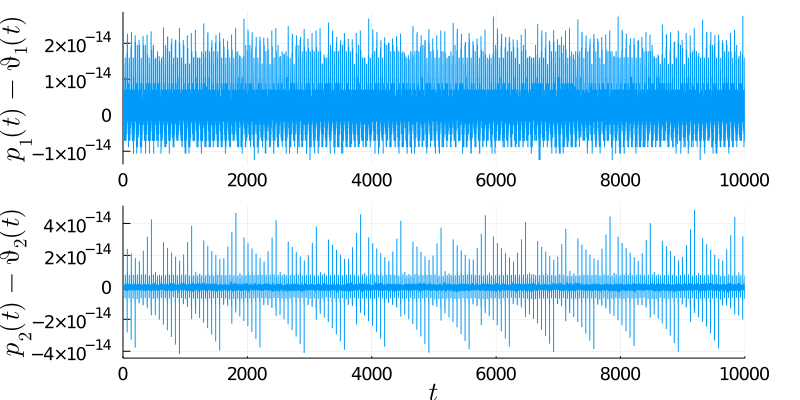 p₁(t) − ϑ₁(t)
2×10⁻¹⁴
1×10⁻¹⁴
0
−1×10⁻¹⁴
0 2000 4000 6000 8000 10000
p₂(t) − ϑ₂(t)
4×10⁻¹⁴
2×10⁻¹⁴
0
−2×10⁻¹⁴
−4×10⁻¹⁴
0 2000 4000 6000 8000 10000
t